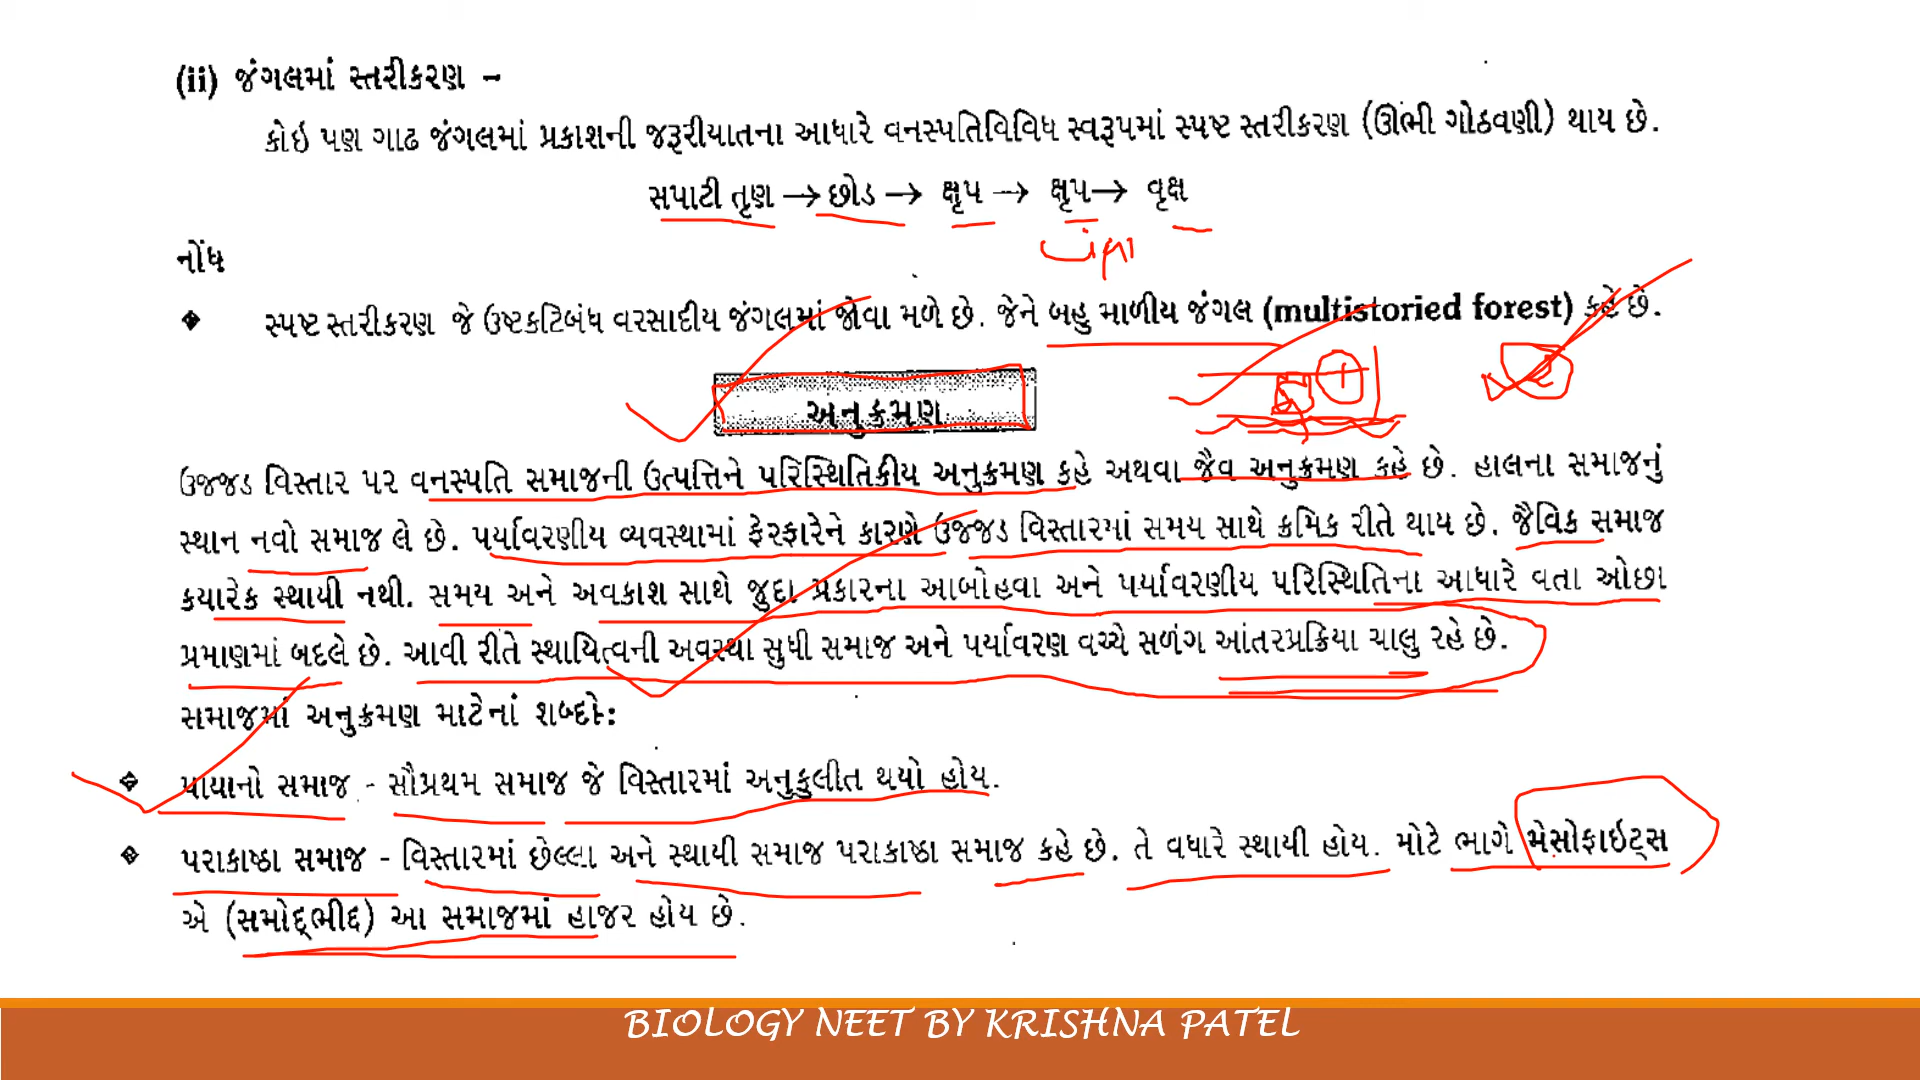 (ii) જંગલમાં સ્તરીકરણ –
કોઇ પણ ગાઢ જંગલમાં પ્રકાશની જરૂરીયાતના આધારે વનસ્પતિવિવિધ સ્વરૂપમાં સ્પષ્ટ સ્તરીકરણ (ઊભી ગોઠવણી) થાય છે.
સપાટી તૃણ → છોડ → ક્ષૃપ → ક્ષૃપ → વૃક્ષ
નોંધ
સ્પષ્ટ સ્તરીકરણ જે ઉષ્ટકટિબંધ વરસાદીય જંગલમાં જોવા મળે છે. જેને બહુ માળીય જંગલ (multistoried forest) કહે છે.
અનુક્રમણ
ઉજ્જડ વિસ્તાર પર વનસ્પતિ સમાજની ઉત્પત્તિને પરિસ્થિતિકીય અનુક્રમણ કહે અથવા જૈવ અનુક્રમણ કહે છે. હાલના સમાજનું
સ્થાન નવો સમાજ લે છે. પર્યાવરણીય વ્યવસ્થામાં ફેરફારેને કારણે ઉજ્જડ વિસ્તારમાં સમય સાથે ક્રમિક રીતે થાય છે. જૈવિક સમાજ
કયારેક સ્થાયી નથી. સમય અને અવકાશ સાથે જુદા પ્રકારના આબોહવા અને પર્યાવરણીય પરિસ્થિતિના આધારે વતા ઓછા
પ્રમાણમાં બદલે છે. આવી રીતે સ્થાયિત્વની અવસ્થા સુધી સમાજ અને પર્યાવરણ વચ્ચે સળંગ આંતરપ્રક્રિયા ચાલુ રહે છે.
સમાજમાં અનુક્રમણ માટેનાં શબ્દો:
પાયાનો સમાજ - સૌપ્રથમ સમાજ જે વિસ્તારમાં અનુકુલીત થયો હોય.
પરાકાષ્ઠા સમાજ - વિસ્તારમાં છેલ્લા અને સ્થાયી સમાજ પરાકાષ્ઠા સમાજ કહે છે. તે વધારે સ્થાયી હોય. મોટે ભાગે મેસોફાઇટ્સ
એ (સમોદ્ભીદ) આ સમાજમાં હાજર હોય છે.
BIOLOGY NEET BY KRISHNA PATEL